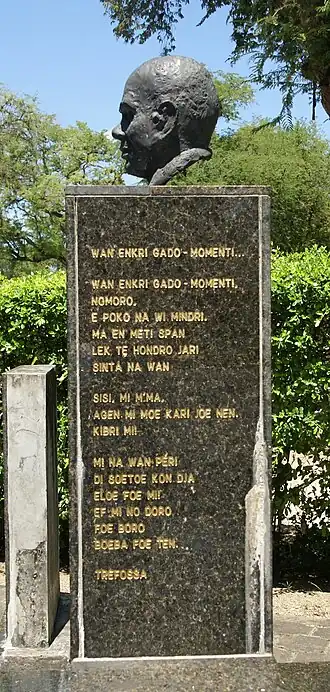 WAN ENKRI GADO-MOMENTI...
WAN ENKRI GADO-MOMENTI,
NOMORO,
E POKO NA WI MINDRI.
MA EN METI SPAN
LEK TE HONDRO JARI
SINTA NA WAN
SISI, MI M'MA,
AGEN MI MOE KARI JOE NEN.
KIBRI MI!
MI NA WAN PÉRI
DI SOETOE KON DJA
ELOE FOE MI!
EF MI NO DORO
FOE BORO
BOEBA FOE TEN.
TREFOSSA